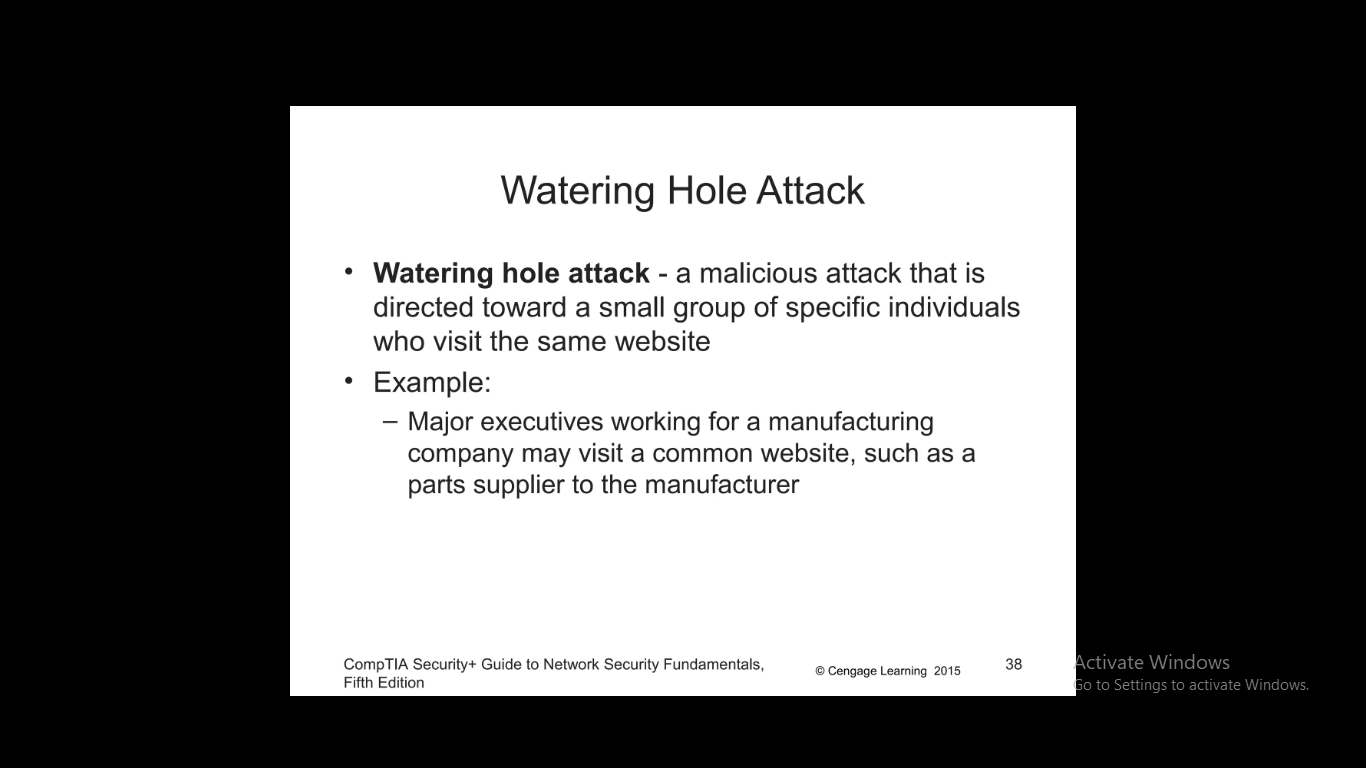 Watering Hole Attack
• Watering hole attack - a malicious attack that is
directed toward a small group of specific individuals
who visit the same website
• Example:
– Major executives working for a manufacturing
company may visit a common website, such as a
parts supplier to the manufacturer
CompTIA Security+ Guide to Network Security Fundamentals,
Fifth Edition
© Cengage Learning 2015
38
Activate Windows
Go to Settings to activate Windows.